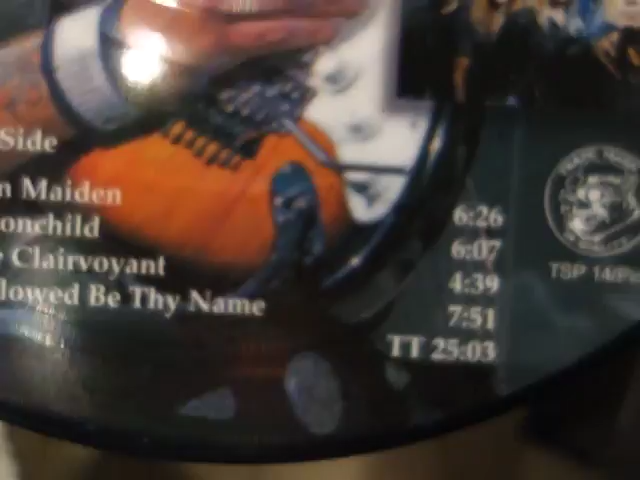 Side
n Maiden
onchild
e Clairvoyant
lowed Be Thy Name
6:26
6:07
4:39
7:51
TT 25:03
TSP 14/P